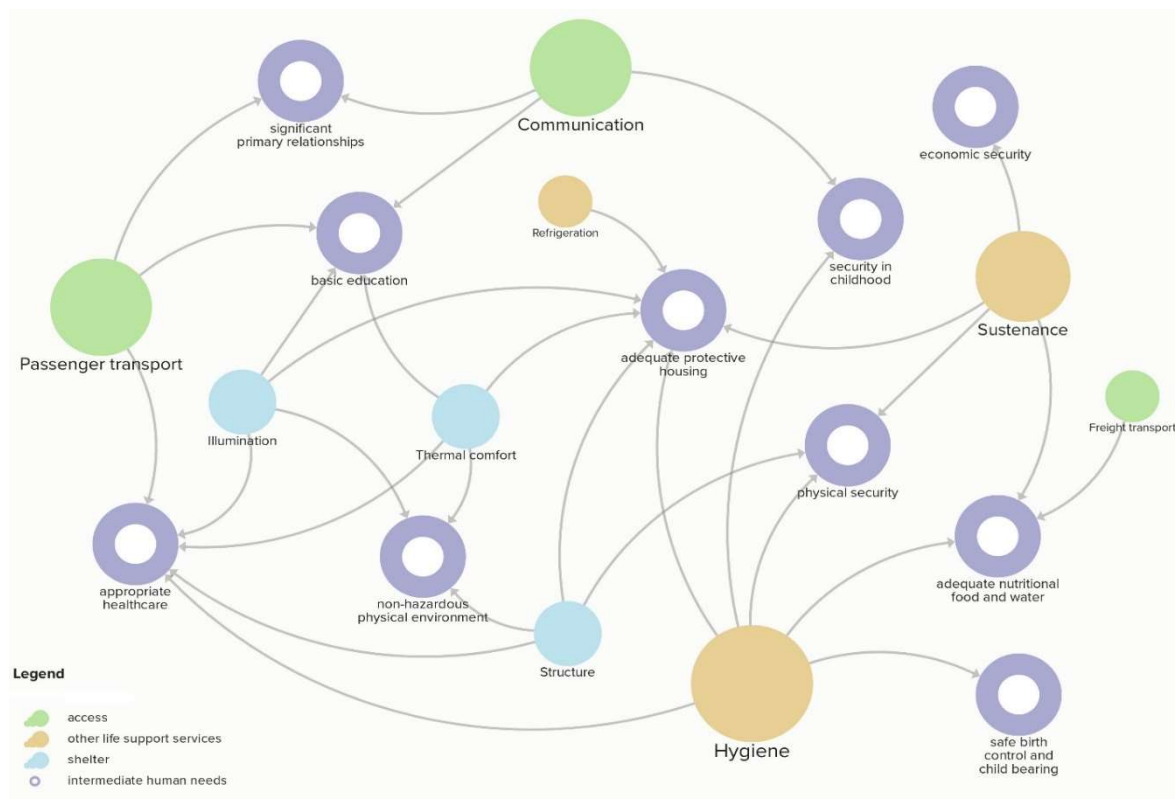 significant
primary relationships
Communication
economic security
Refrigeration
basic education
security in
childhood
Sustenance
Passenger transport
adequate protective
housing
Freight transport
Illumination
Thermal comfort
physical security
appropriate
healthcare
non-hazardous
physical environment
adequate nutritional
food and water
Structure
Hygiene
safe birth
control and
child bearing
Legend
access
other life support services
shelter
intermediate human needs